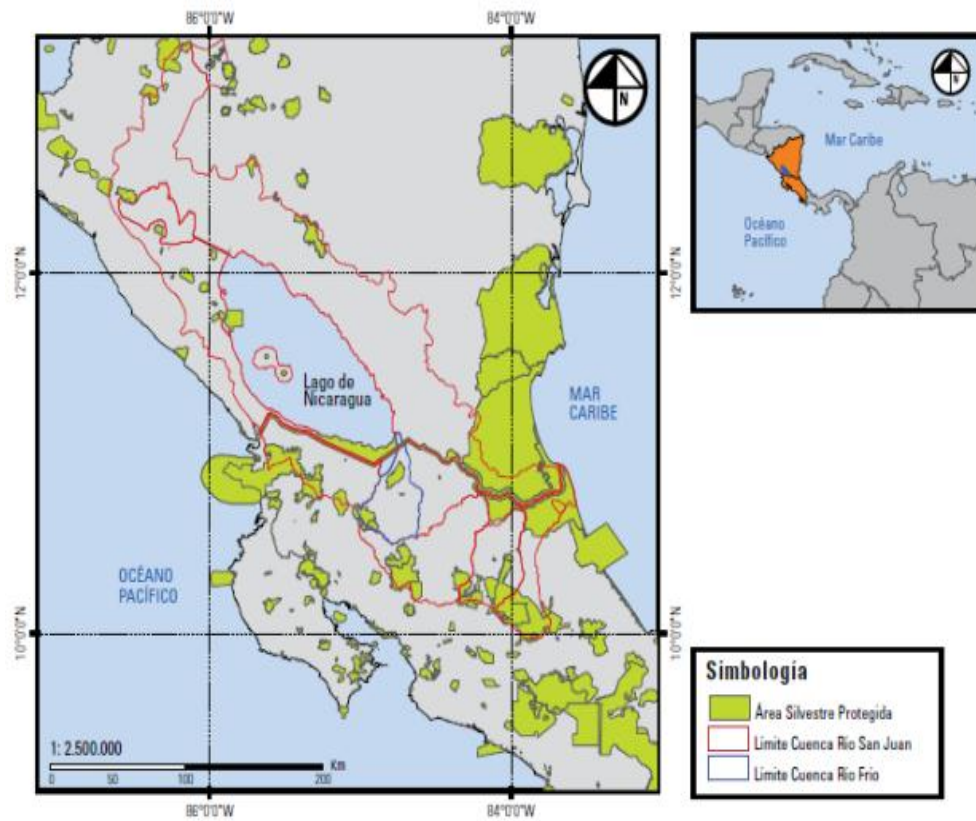 86°0'0"W
84°0'0"W
12°0'0"N
12°0'0"N
10°0'0"N
10°0'0"N
86°0'0"W
84°0'0"W
N
Lago de
Nicaragua
MAR
CARIBE
OCÉANO
PACÍFICO
1: 2.500.000
Km
0 50 100 200
N
Mar Caribe
Océano
Pacífico
Simbología
Área Silvestre Protegida
Límite Cuenca Río San Juan
Límite Cuenca Río Frío